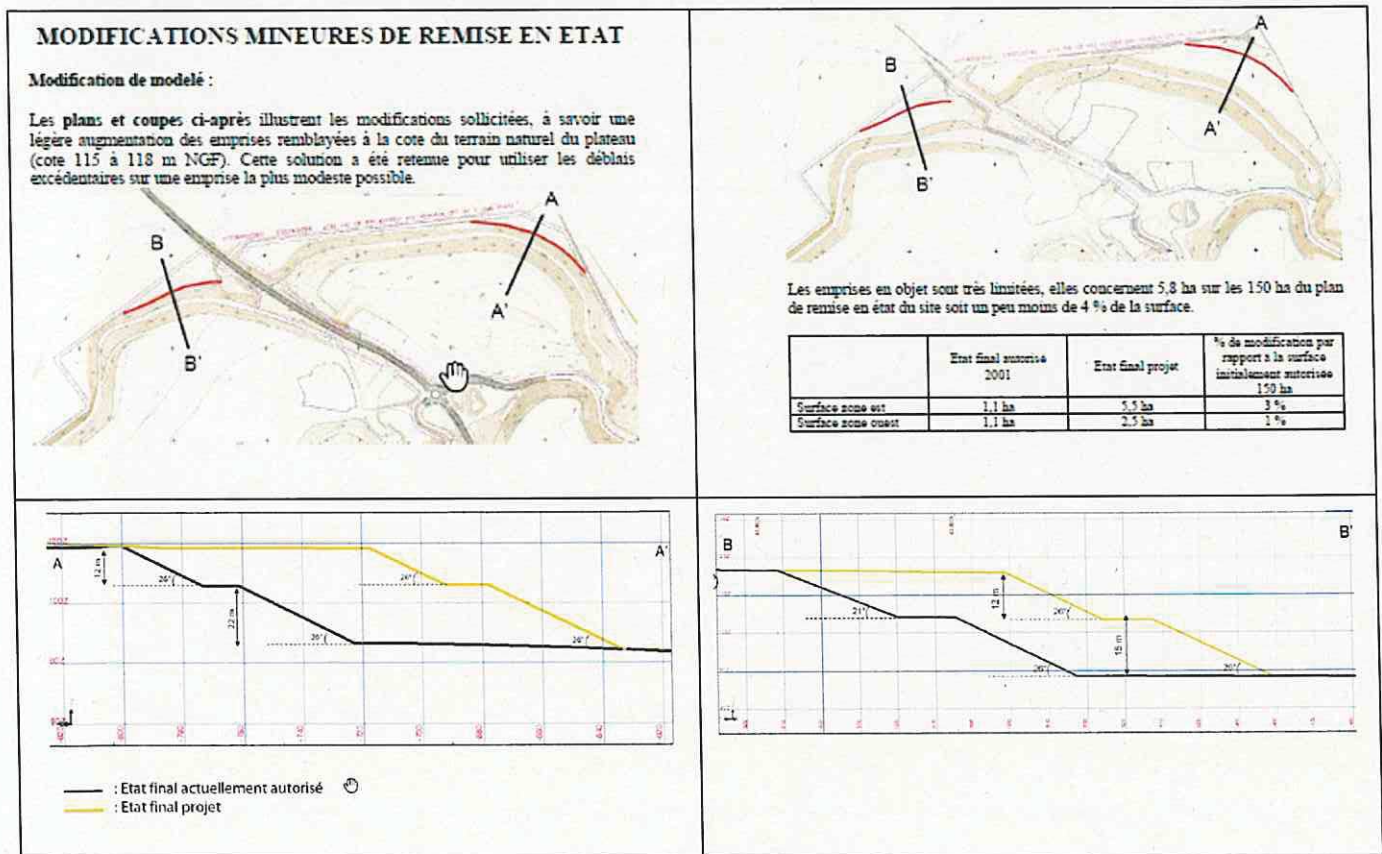 MODIFICATIONS MINEURES DE REMISE EN ETAT
Modification de modelé :
Les plans et coupes ci-après illustrent les modifications sollicitées, à savoir une
légère augmentation des emprises remblayées à la cote du terrain naturel du plateau
(cote 115 à 118 m NGF). Cette solution a été retenue pour utiliser les déblais
excédentaires sur une emprise la plus modeste possible.
A
B
A'
B'
A
B
A'
B'
Les emprises en objet sont très limitées, elles concernent 5,8 ha sur les 150 ha du plan
de remise en état du site soit un peu moins de 4 % de la surface.
Etat final autorisé
2001
Etat final projet
% de modification par
rapport a la surface
initialement autorisée
150 ha
Surface zone est 1,1 ha 5,5 ha 3 %
Surface zone ouest 1,1 ha 2,5 ha 1 %
A
A'
12 m
26°
26°
22 m
26°
26°
B
B'
21°
12 m
26°
15 m
26°
26°
: Etat final actuellement autorisé
: Etat final projet